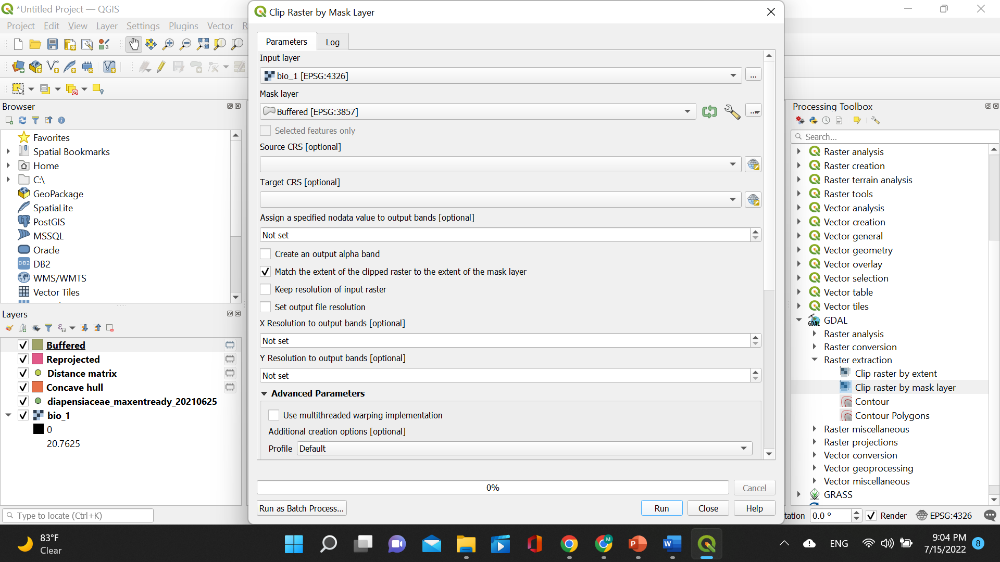 *Untitled Project — QGIS
Project Edit View Layer Settings Plugins Vector R
Browser
Favorites
Spatial Bookmarks
Home
C:\
GeoPackage
SpatiaLite
PostGIS
MSSQL
Oracle
DB2
DB2
WMS/WMTS
Vector Tiles
Layers
Buffered
Reprojected
Distance matrix
Concave hull
diapensiaceae_maxentready_20210625
bio_1
0
20.7625
Type to locate (Ctrl+K)
Clip Raster by Mask Layer
Parameters Log
Input layer
bio_1 [EPSG:4326]
...
Mask layer
Buffered [EPSG:3857]
...
Selected features only
Source CRS [optional]
Target CRS [optional]
Assign a specified nodata value to output bands [optional]
Not set
Create an output alpha band
Match the extent of the clipped raster to the extent of the mask layer
Keep resolution of input raster
Set output file resolution
X Resolution to output bands [optional]
Not set
Y Resolution to output bands [optional]
Not set
Advanced Parameters
Use multithreaded warping implementation
Additional creation options [optional]
Profile Default
0%
Cancel
Run as Batch Process...
Run Close Help
Processing Toolbox
Search...
Raster analysis
Raster creation
Raster terrain analysis
Raster tools
Vector analysis
Vector creation
Vector general
Vector geometry
Vector overlay
Vector selection
Vector table
Vector tiles
GDAL
GDAL
Raster analysis
Raster conversion
Raster extraction
Clip raster by extent
Clip raster by mask layer
Contour
Contour Polygons
Raster miscellaneous
Raster projections
Vector conversion
Vector geoprocessing
Vector miscellaneous
GRASS
tation 0.0 ° Render EPSG:4326
83°F
Clear
M
P
W
ENG
9:04 PM
7/15/2022
8